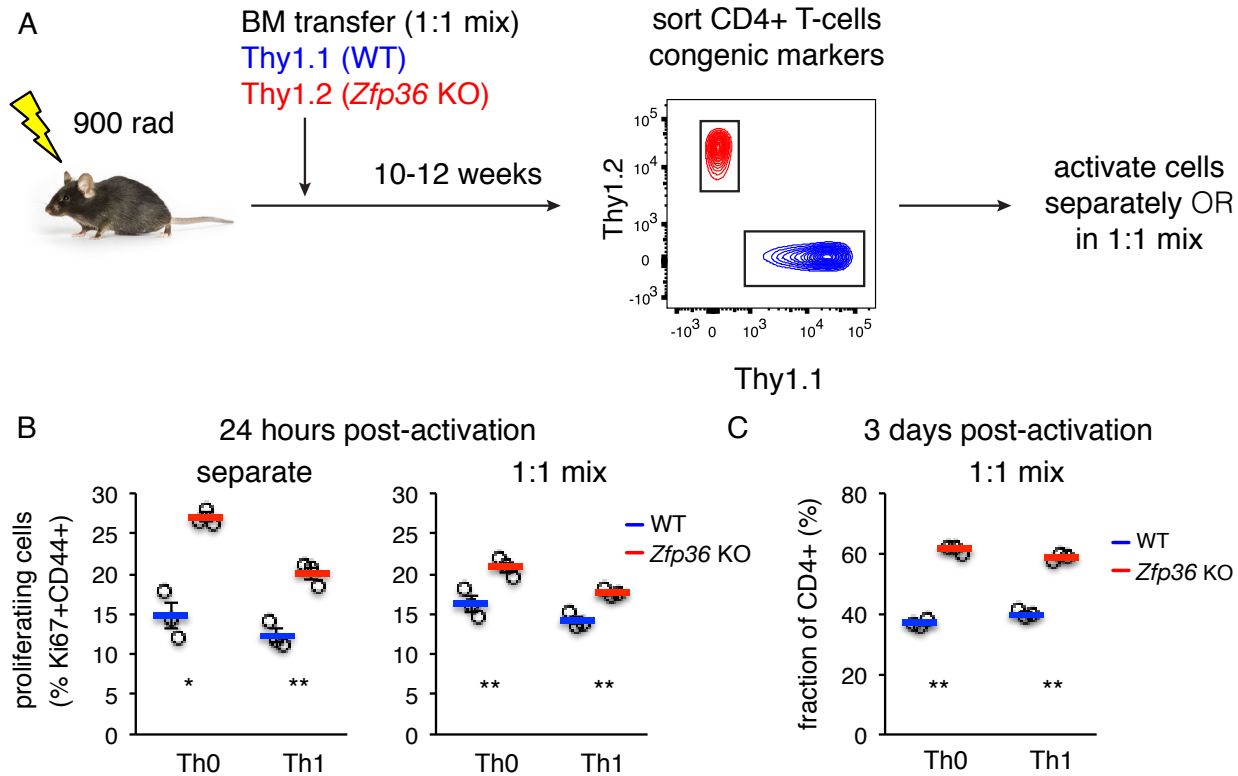 A
BM transfer (1:1 mix)
Thy1.1 (WT)
Thy1.2 (Zfp36 KO)
900 rad
10-12 weeks
sort CD4+ T-cells
congenic markers
Thy1.2
10^5
10^4
10^3
0
-10^3
-10^3 0 10^3 10^4 10^5
Thy1.1
activate cells
separately OR
in 1:1 mix
B
24 hours post-activation
separate
1:1 mix
proliferating cells
(% Ki67+CD44+)
30
25
20
15
10
5
0
* **
Th0 Th1
30
25
20
15
10
5
0
WT
Zfp36 KO
** **
Th0 Th1
C
3 days post-activation
1:1 mix
fraction of CD4+ (%)
80
60
40
20
0
WT
Zfp36 KO
** **
Th0 Th1